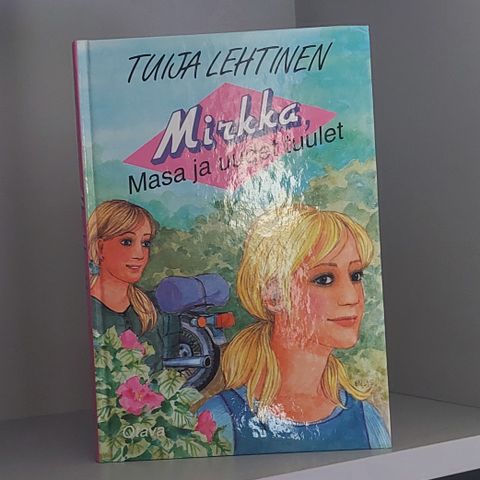 TUIJA LEHTINEN
Mirkka,
Masa ja uudet tuulet
Otava